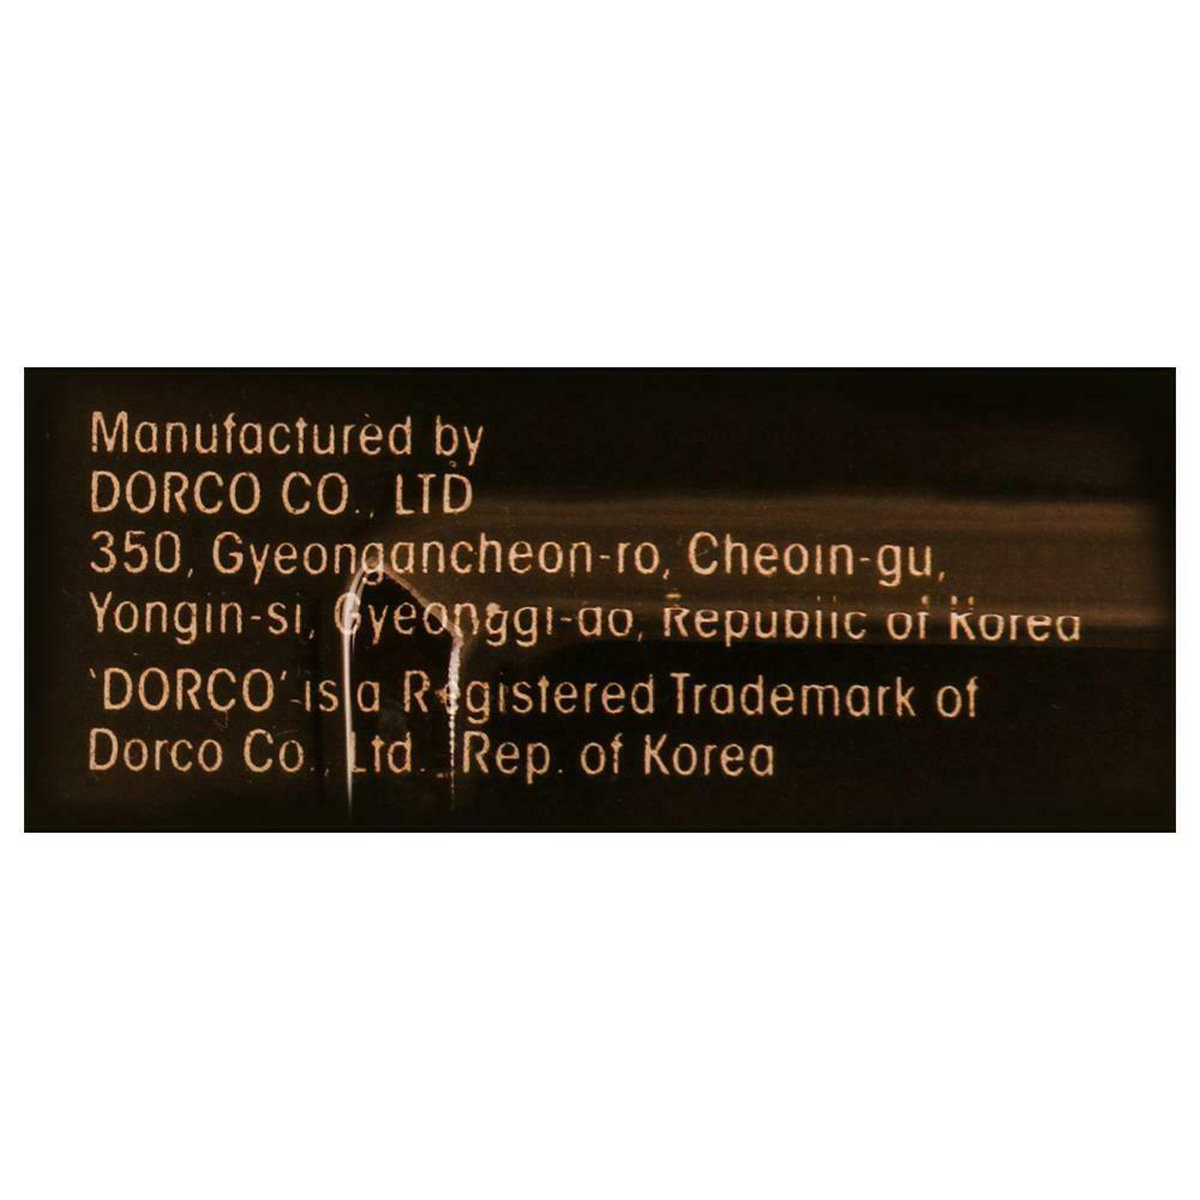 Manufactured by
DORCO CO., LTD
350, Gyeongancheon-ro, Cheoin-gu,
Yongin-si, Gyeonggi-do, Republic of Korea
'DORCO' is a Registered Trademark of
Dorco Co., Ltd. Rep. of Korea